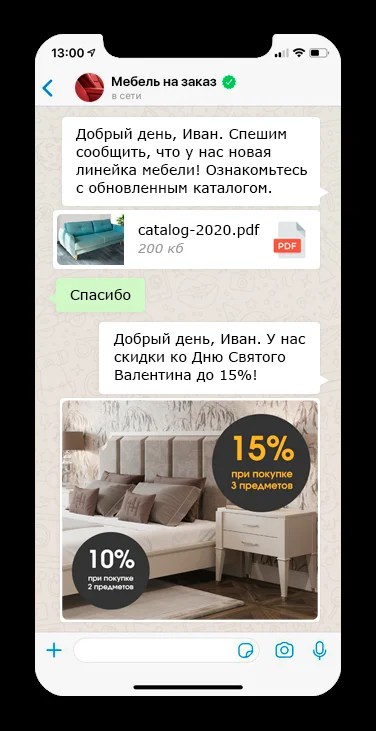 13:00
Мебель на заказ
в сети
Добрый день, Иван. Спешим
сообщить, что у нас новая
линейка мебели! Ознакомьтесь
с обновленным каталогом.
catalog-2020.pdf
200 кб
PDF
Спасибо
Добрый день, Иван. У нас
скидки ко Дню Святого
Валентина до 15%!
15%
при покупке
3 предметов
10%
при покупке
2 предметов